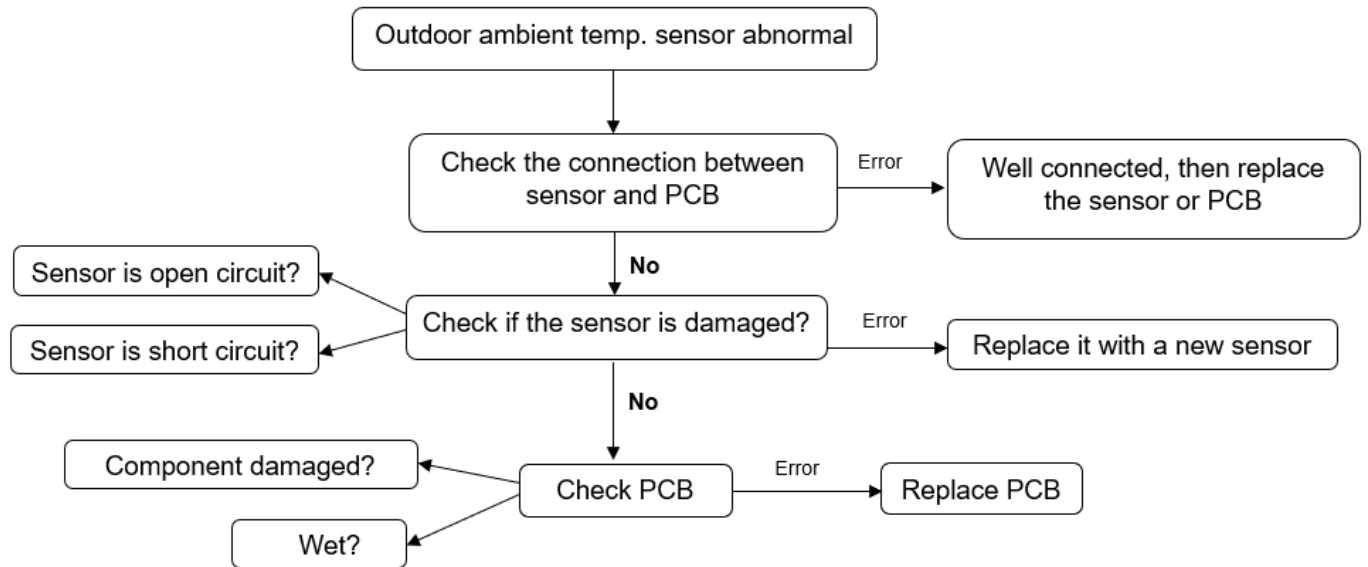 Outdoor ambient temp. sensor abnormal
Check the connection between
sensor and PCB
Error
Well connected, then replace
the sensor or PCB
No
Sensor is open circuit?
Sensor is short circuit?
Check if the sensor is damaged?
Error
Replace it with a new sensor
No
Component damaged?
Wet?
Check PCB
Error
Replace PCB